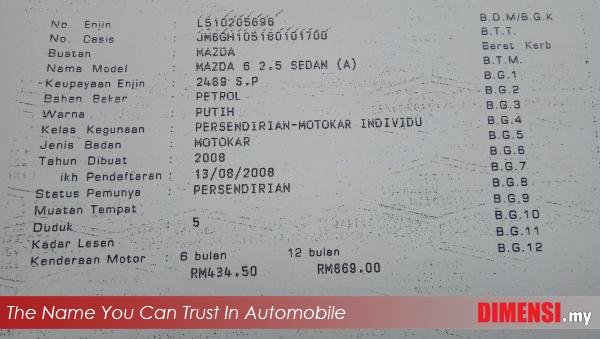 No. Enjin : L510205696 B.D.M/B.G.K
No. Casis : JM6GH105180101700 B.T.T.
Buatan : MAZDA Berat Kerb
Nama Model : MAZDA 6 2.5 SEDAN (A) B.T.M.
Keupayaan Enjin : 2489 S.P B.G.1
Bahan Bakar : PETROL B.G.2
Warna : PUTIH B.G.3
Kelas Kegunaan : PERSENDIRIAN-MOTOKAR INDIVIDU B.G.4
Jenis Badan : MOTOKAR B.G.5
Tahun Dibuat : 2008 B.G.6
ikh Pendaftaran : 13/08/2008 B.G.7
Status Pemunya : PERSENDIRIAN B.G.8
Muatan Tempat B.G.9
Duduk : 5 B.G.10
Kadar Lesen B.G.11
Kenderaan Motor : 6 bulan 12 bulan B.G.12
RM434.50 RM869.00
The Name You Can Trust In Automobile
DIMENSI.my